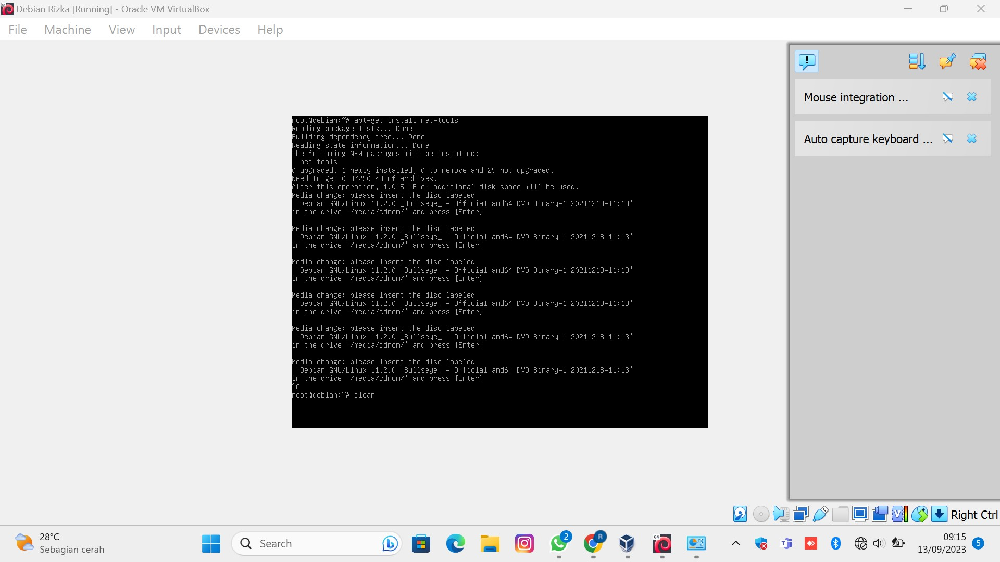 Debian Rizka [Running] - Oracle VM VirtualBox
File Machine View Input Devices Help
Mouse integration ...
Auto capture keyboard ...
root@debian:~# apt-get install net-tools
Reading package lists... Done
Building dependency tree... Done
Reading state information... Done
The following NEW packages will be installed:
  net-tools
0 upgraded, 1 newly installed, 0 to remove and 29 not upgraded.
Need to get 0 B/250 kB of archives.
After this operation, 1,015 kB of additional disk space will be used.
Media change: please insert the disc labeled
 'Debian GNU/Linux 11.2.0 _Bullseye_ - Official amd64 DVD Binary-1 20211218-11:13'
in the drive '/media/cdrom/' and press [Enter]
Media change: please insert the disc labeled
 'Debian GNU/Linux 11.2.0 _Bullseye_ - Official amd64 DVD Binary-1 20211218-11:13'
in the drive '/media/cdrom/' and press [Enter]
Media change: please insert the disc labeled
 'Debian GNU/Linux 11.2.0 _Bullseye_ - Official amd64 DVD Binary-1 20211218-11:13'
in the drive '/media/cdrom/' and press [Enter]
Media change: please insert the disc labeled
 'Debian GNU/Linux 11.2.0 _Bullseye_ - Official amd64 DVD Binary-1 20211218-11:13'
in the drive '/media/cdrom/' and press [Enter]
Media change: please insert the disc labeled
 'Debian GNU/Linux 11.2.0 _Bullseye_ - Official amd64 DVD Binary-1 20211218-11:13'
in the drive '/media/cdrom/' and press [Enter]
Media change: please insert the disc labeled
 'Debian GNU/Linux 11.2.0 _Bullseye_ - Official amd64 DVD Binary-1 20211218-11:13'
in the drive '/media/cdrom/' and press [Enter]
^C
root@debian:~# clear
Right Ctrl
28°C
Sebagian cerah
Search
2
R
64
09:15
13/09/2023
5